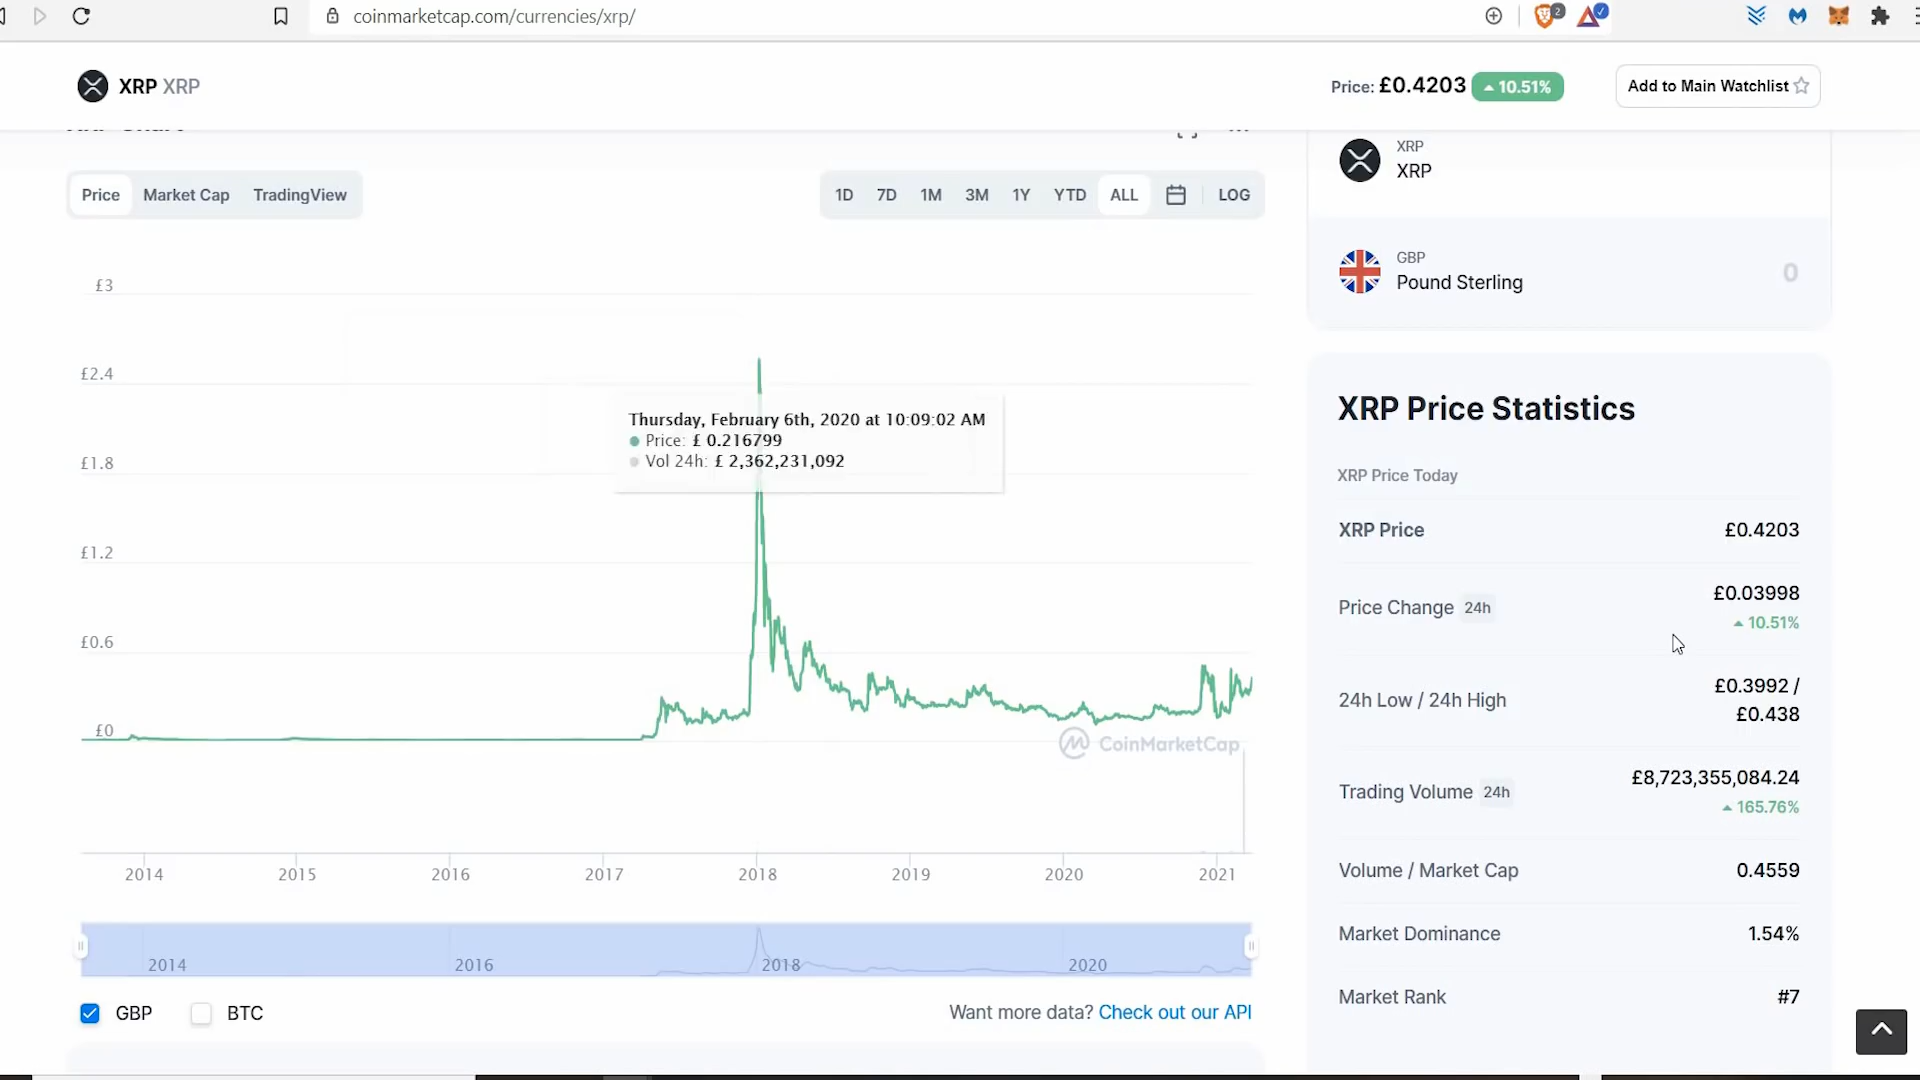 coinmarketcap.com/currencies/xrp/
2
XRP XRP
Price: £0.4203 10.51%
Add to Main Watchlist
Price Market Cap TradingView
1D 7D 1M 3M 1Y YTD ALL LOG
£3
£2.4
£1.8
£1.2
£0.6
£0
Thursday, February 6th, 2020 at 10:09:02 AM
Price: £ 0.216799
Vol 24h: £ 2,362,231,092
CoinMarketCap
2014 2015 2016 2017 2018 2019 2020 2021
2014 2016 2018 2020
GBP BTC
Want more data? Check out our API
XRP
XRP
GBP
Pound Sterling
0
XRP Price Statistics
XRP Price Today
XRP Price £0.4203
Price Change 24h £0.03998
10.51%
24h Low / 24h High £0.3992 /
£0.438
Trading Volume 24h £8,723,355,084.24
165.76%
Volume / Market Cap 0.4559
Market Dominance 1.54%
Market Rank #7